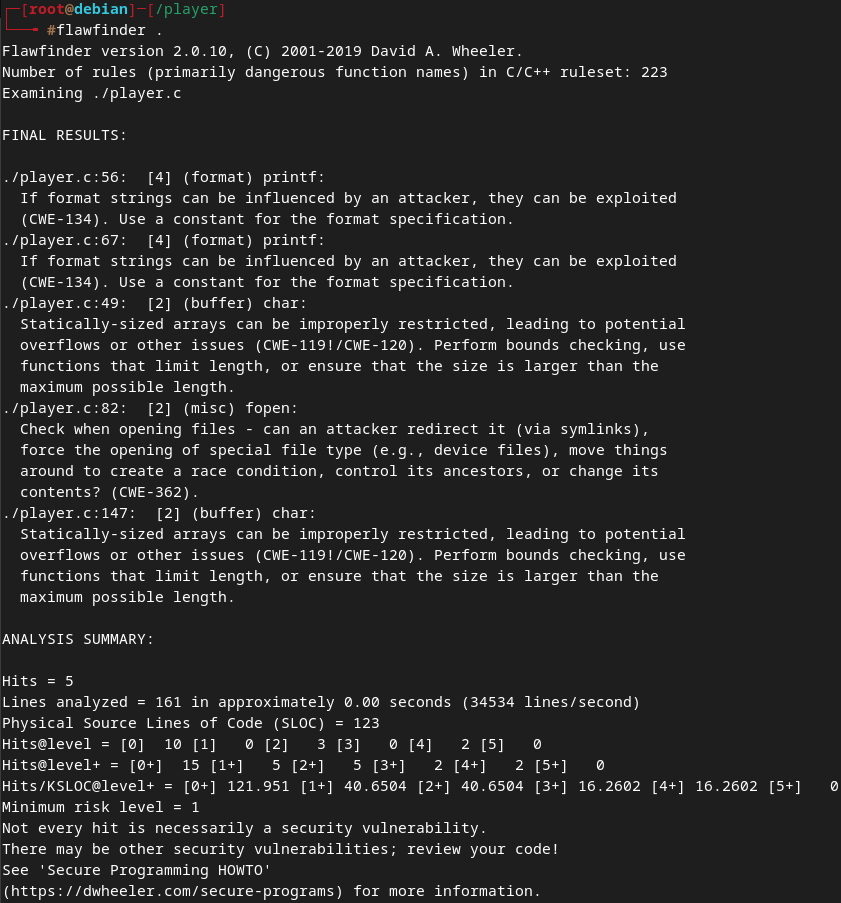 ┌─[root@debian]─[/player]
└──╼ #flawfinder .
Flawfinder version 2.0.10, (C) 2001-2019 David A. Wheeler.
Number of rules (primarily dangerous function names) in C/C++ ruleset: 223
Examining ./player.c

FINAL RESULTS:

./player.c:56:  [4] (format) printf:
  If format strings can be influenced by an attacker, they can be exploited
  (CWE-134). Use a constant for the format specification.
./player.c:67:  [4] (format) printf:
  If format strings can be influenced by an attacker, they can be exploited
  (CWE-134). Use a constant for the format specification.
./player.c:49:  [2] (buffer) char:
  Statically-sized arrays can be improperly restricted, leading to potential
  overflows or other issues (CWE-119!/CWE-120). Perform bounds checking, use
  functions that limit length, or ensure that the size is larger than the
  maximum possible length.
./player.c:82:  [2] (misc) fopen:
  Check when opening files - can an attacker redirect it (via symlinks),
  force the opening of special file type (e.g., device files), move things
  around to create a race condition, control its ancestors, or change its
  contents? (CWE-362).
./player.c:147:  [2] (buffer) char:
  Statically-sized arrays can be improperly restricted, leading to potential
  overflows or other issues (CWE-119!/CWE-120). Perform bounds checking, use
  functions that limit length, or ensure that the size is larger than the
  maximum possible length.

ANALYSIS SUMMARY:

Hits = 5
Lines analyzed = 161 in approximately 0.00 seconds (34534 lines/second)
Physical Source Lines of Code (SLOC) = 123
Hits@level = [0]  10 [1]   0 [2]   3 [3]   0 [4]   2 [5]   0
Hits@level+ = [0+]  15 [1+]   5 [2+]   5 [3+]   2 [4+]   2 [5+]   0
Hits/KSLOC@level+ = [0+] 121.951 [1+] 40.6504 [2+] 40.6504 [3+] 16.2602 [4+] 16.2602 [5+]   0
Minimum risk level = 1
Not every hit is necessarily a security vulnerability.
There may be other security vulnerabilities; review your code!
See 'Secure Programming HOWTO'
(https://dwheeler.com/secure-programs) for more information.